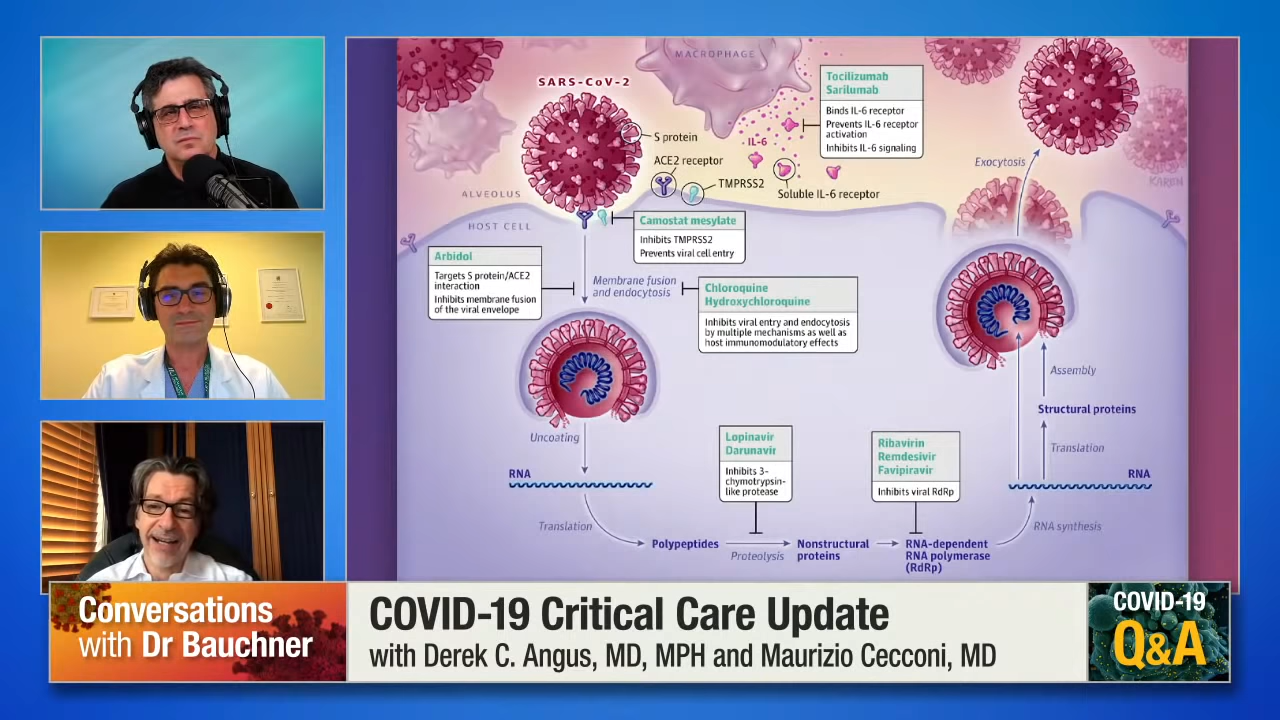 MACROPHAGE
SARS-CoV-2
S protein
ACE2 receptor
TMPRSS2
IL-6
Soluble IL-6 receptor
Tocilizumab
Sarilumab
Binds IL-6 receptor
Prevents IL-6 receptor
activation
Inhibits IL-6 signaling
Exocytosis
KAREN
ALVEOLUS
HOST CELL
Camostat mesylate
Inhibits TMPRSS2
Prevents viral cell entry
Arbidol
Targets S protein/ACE2
interaction
Inhibits membrane fusion
of the viral envelope
Membrane fusion
and endocytosis
Chloroquine
Hydroxychloroquine
Inhibits viral entry and endocytosis
by multiple mechanisms as well as
host immunomodulatory effects
Uncoating
RNA
Translation
Polypeptides
Proteolysis
Lopinavir
Darunavir
Inhibits 3-
chymotrypsin-
like protease
Nonstructural
proteins
Ribavirin
Remdesivir
Favipiravir
Inhibits viral RdRp
RNA-dependent
RNA polymerase
(RdRp)
RNA synthesis
RNA
Translation
Structural proteins
Assembly
Conversations
with Dr Bauchner
COVID-19 Critical Care Update
with Derek C. Angus, MD, MPH and Maurizio Cecconi, MD
COVID-19
Q&A